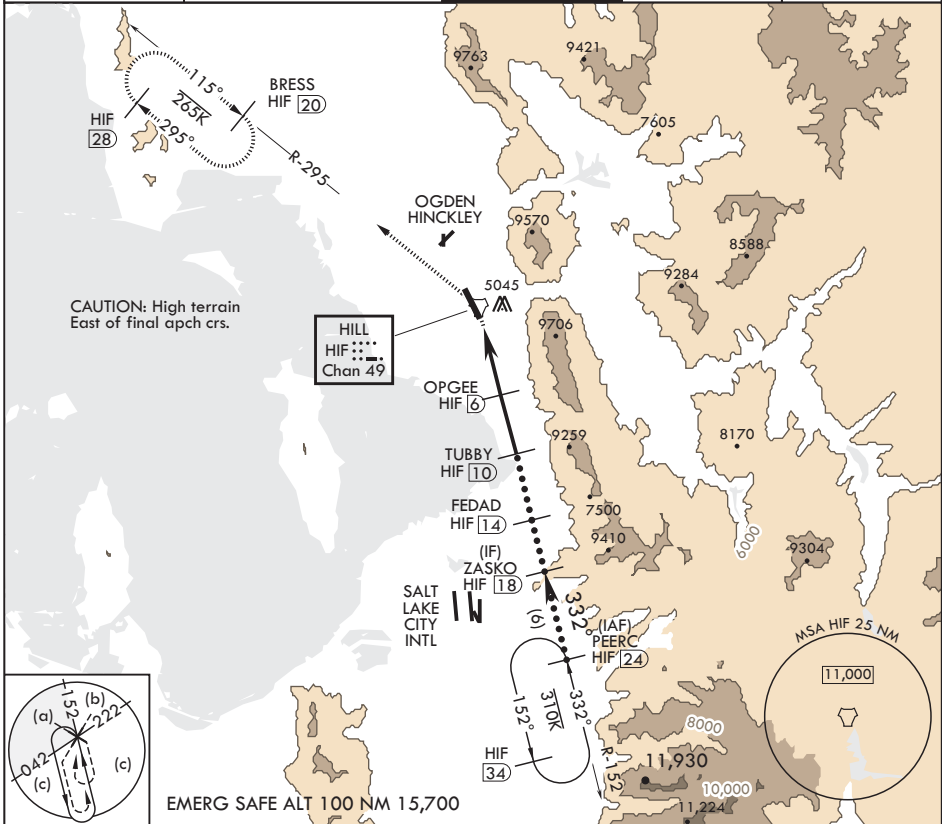 9763
9421
BRESS
HIF 20
115°
265K
295°
HIF
28
7605
R-295
OGDEN
HINCKLEY
9570
8588
9284
5045
CAUTION: High terrain
East of final apch crs.
HILL
HIF
Chan 49
9706
OPGEE
HIF 6
9259
8170
TUBBY
HIF 10
7500
FEDAD
HIF 14
9410
6000
9304
(IF)
ZASKO
HIF 18
SALT
LAKE
CITY
INTL
332°
(6)
(IAF)
PEERC
HIF 24
MSA HIF 25 NM
11,000
152°
310K
332°
R-152
8000
HIF
34
11,930
10,000
11,224
152
(a)
(b)
222
042
(c)
(c)
EMERG SAFE ALT 100 NM 15,700